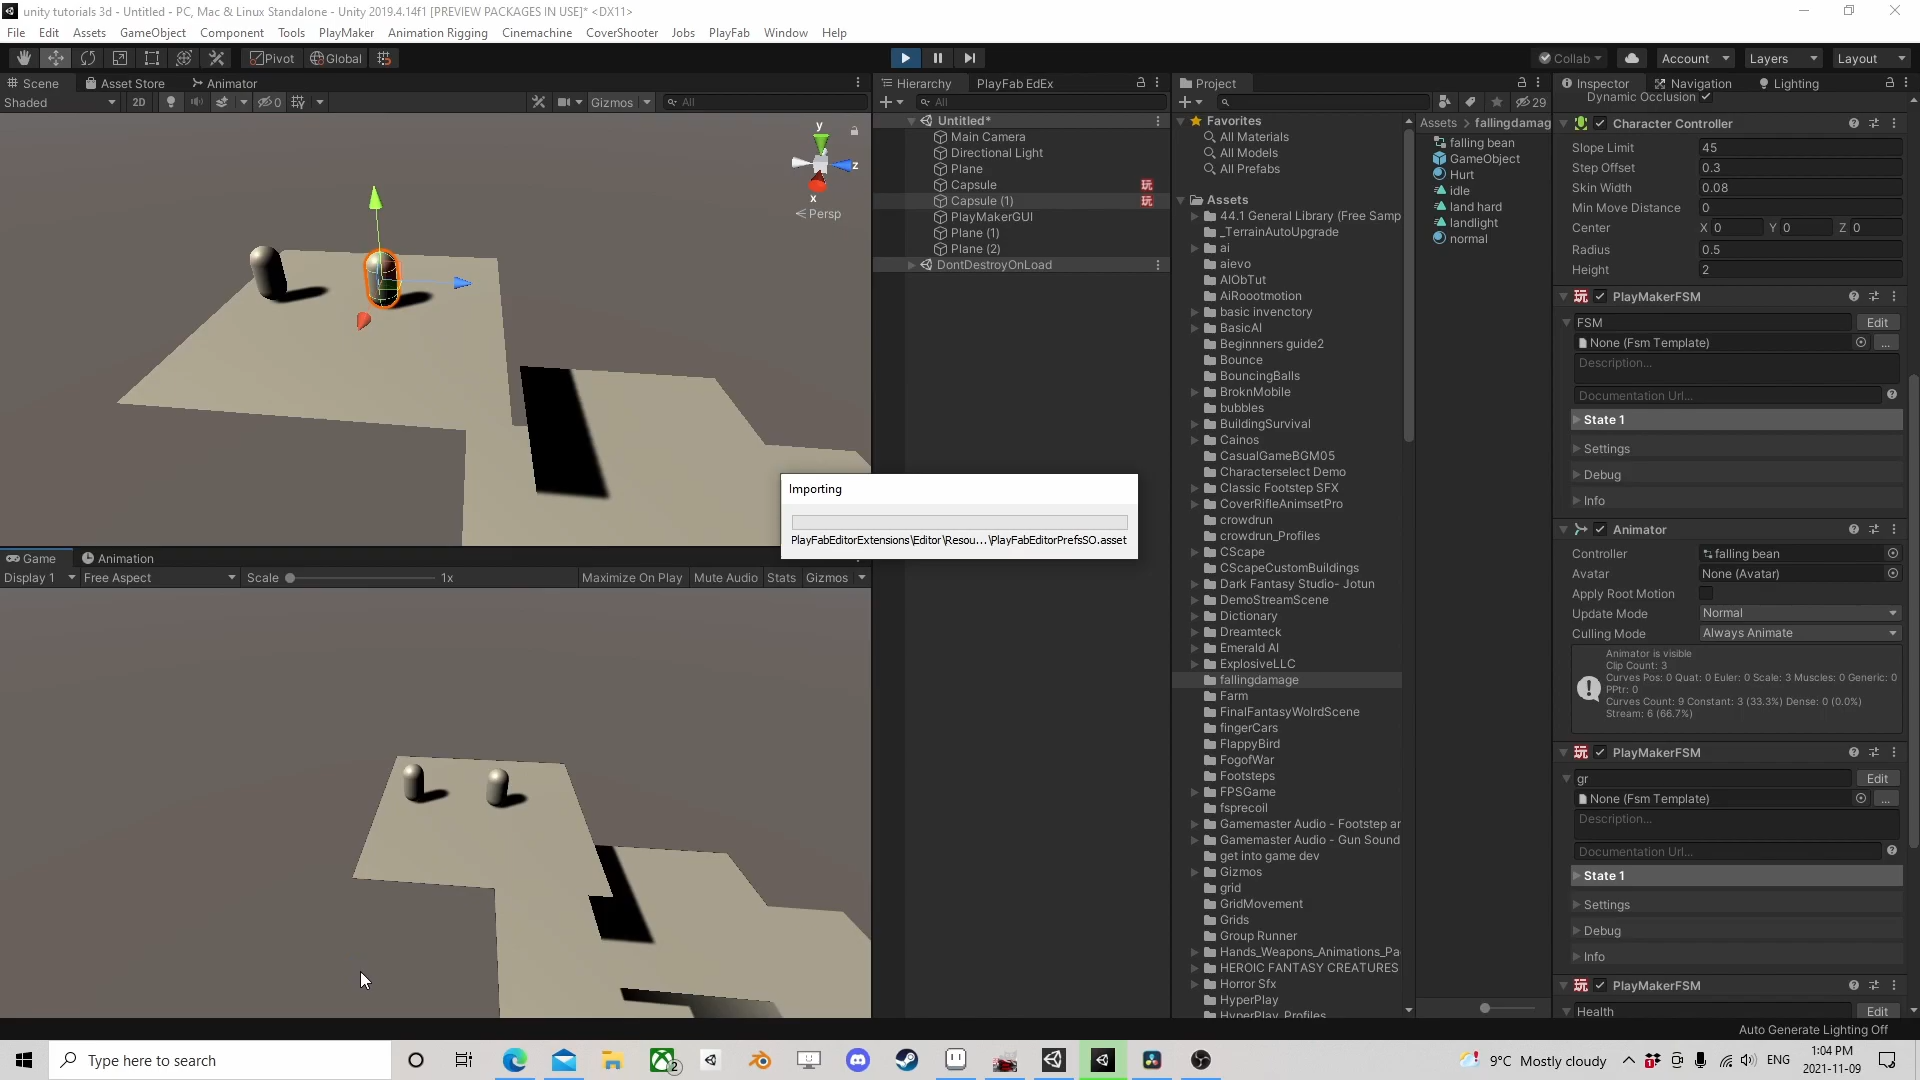 unity tutorials 3d - Untitled - PC, Mac & Linux Standalone - Unity 2019.4.14f1 [PREVIEW PACKAGES IN USE]* <DX11>
File Edit Assets GameObject Component Tools PlayMaker Animation Rigging Cinemachine CoverShooter Jobs PlayFab Window Help
Pivot Global Collab Account Layers Layout
Scene Asset Store Animator
Shaded 2D 0 Gizmos All
y
z
x
Persp
Game Animation
Display 1 Free Aspect Scale 1x Maximize On Play Mute Audio Stats Gizmos
Hierarchy PlayFab EdEx
All
Untitled*
Main Camera
Directional Light
Plane
Capsule 玩
Capsule (1) 玩
PlayMakerGUI
Plane (1)
Plane (2)
DontDestroyOnLoad
Importing
PlayFabEditorExtensions\Editor\Resou...\PlayFabEditorPrefsSO.asset
Project
29
Favorites
All Materials
All Models
All Prefabs
Assets
44.1 General Library (Free Samp
_TerrainAutoUpgrade
ai
aievo
AIObTut
AiRoootmotion
basic invenctory
BasicAI
Beginnners guide2
Bounce
BouncingBalls
BroknMobile
bubbles
BuildingSurvival
Cainos
CasualGameBGM05
Characterselect Demo
Classic Footstep SFX
CoverRifleAnimsetPro
crowdrun
crowdrun_Profiles
CScape
CScapeCustomBuildings
Dark Fantasy Studio- Jotun
DemoStreamScene
Dictionary
Dreamteck
Emerald AI
ExplosiveLLC
fallingdamage
Farm
FinalFantasyWolrdScene
fingerCars
FlappyBird
FogofWar
Footsteps
FPSGame
fsprecoil
Gamemaster Audio - Footstep ar
Gamemaster Audio - Gun Sound
get into game dev
Gizmos
grid
GridMovement
Grids
Group Runner
Hands_Weapons_Animations_Pa
HEROIC FANTASY CREATURES
Horror Sfx
HyperPlay
HyperPlay_Profiles
Assets > fallingdamag
falling bean
GameObject
Hurt
idle
land hard
landlight
normal
Inspector Navigation Lighting
Dynamic Occlusion
Character Controller
Slope Limit 45
Step Offset 0.3
Skin Width 0.08
Min Move Distance 0
Center X 0 Y 0 Z 0
Radius 0.5
Height 2
玩 PlayMakerFSM
FSM Edit
None (Fsm Template) ...
Description...
Documentation Url...
State 1
Settings
Debug
Info
Animator
Controller falling bean
Avatar None (Avatar)
Apply Root Motion
Update Mode Normal
Culling Mode Always Animate
Animator is visible
Clip Count: 3
Curves Pos: 0 Quat: 0 Euler: 0 Scale: 3 Muscles: 0 Generic: 0
PPtr: 0
Curves Count: 9 Constant: 3 (33.3%) Dense: 0 (0.0%)
Stream: 6 (66.7%)
玩 PlayMakerFSM
gr Edit
None (Fsm Template) ...
Description...
Documentation Url...
State 1
Settings
Debug
Info
玩 PlayMakerFSM
Health Edit
Auto Generate Lighting Off
Type here to search
2
9°C Mostly cloudy ENG
1:04 PM
2021-11-09